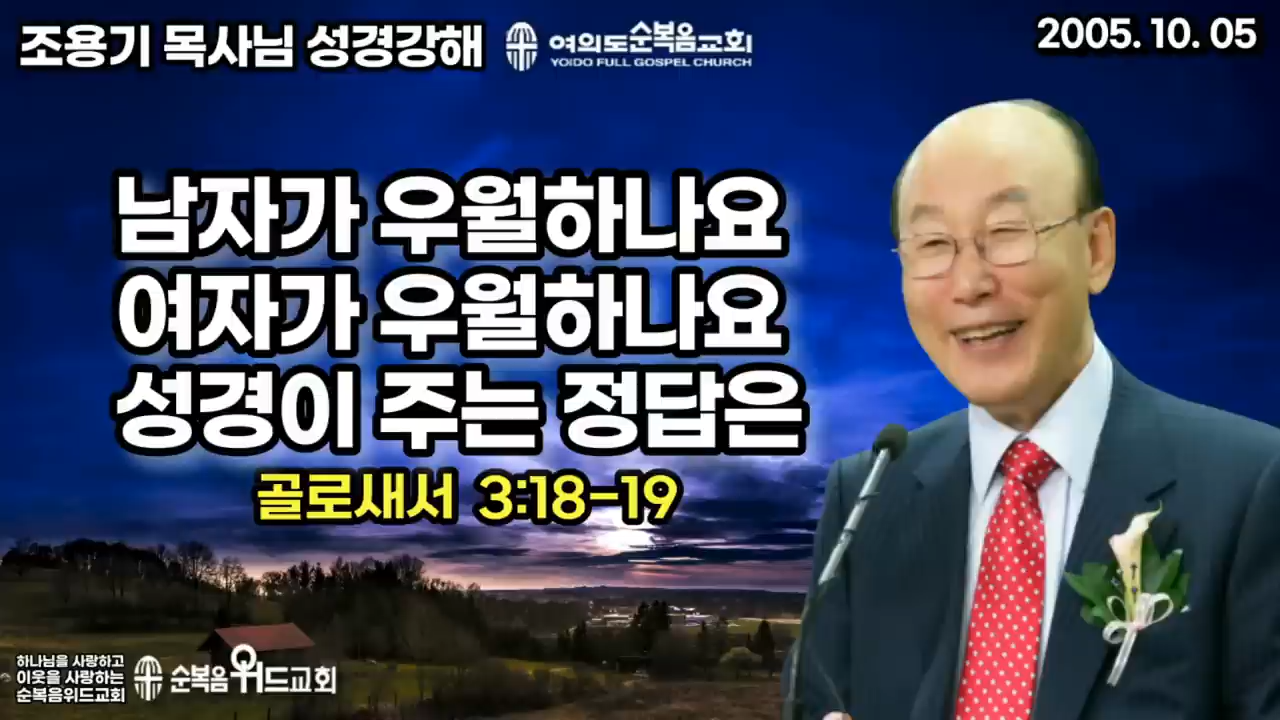 조용기 목사님 성경강해
여의도순복음교회
YOIDO FULL GOSPEL CHURCH
2005. 10. 05
남자가 우월하나요
여자가 우월하나요
성경이 주는 정답은
골로새서 3:18-19
하나님을 사랑하고
이웃을 사랑하는
순복음위드교회
순복음위드교회